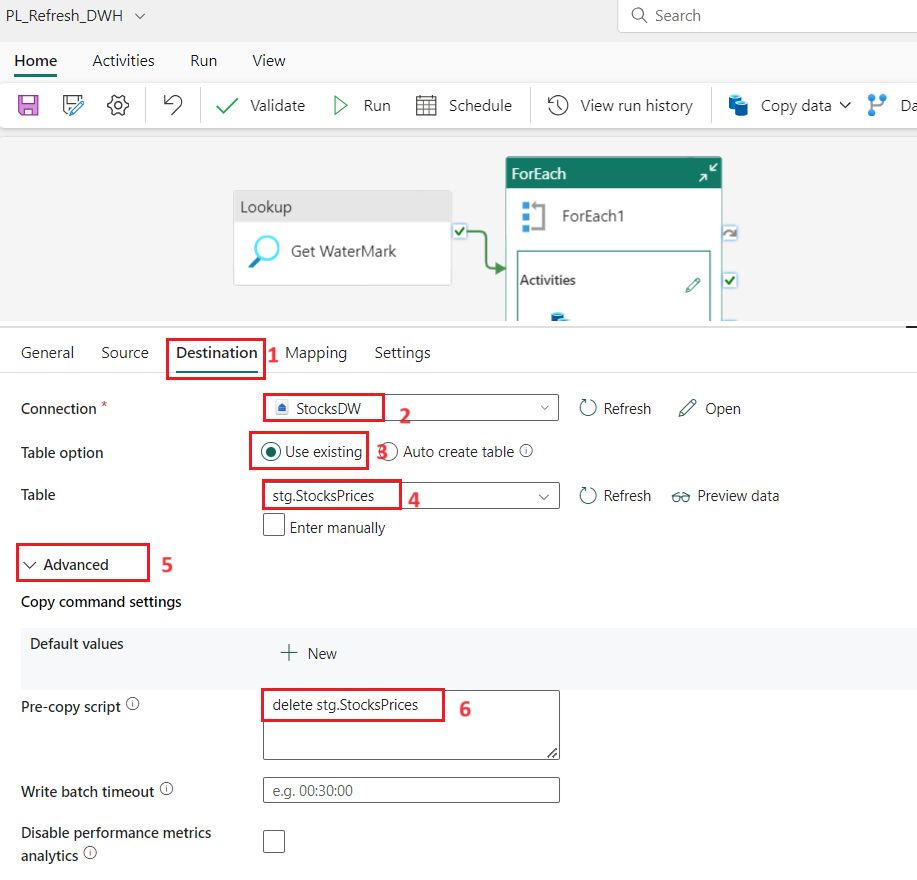 PL_Refresh_DWH
Search
Home Activities Run View
Validate Run Schedule View run history Copy data Da
Lookup
Get WaterMark
ForEach
ForEach1
Activities
General Source Destination 1 Mapping Settings
Connection * StocksDW 2 Refresh Open
Table option Use existing 3 Auto create table
Table stg.StocksPrices 4 Refresh Preview data
Enter manually
Advanced 5
Copy command settings
Default values
New
Pre-copy script delete stg.StocksPrices 6
Write batch timeout e.g. 00:30:00
Disable performance metrics
analytics